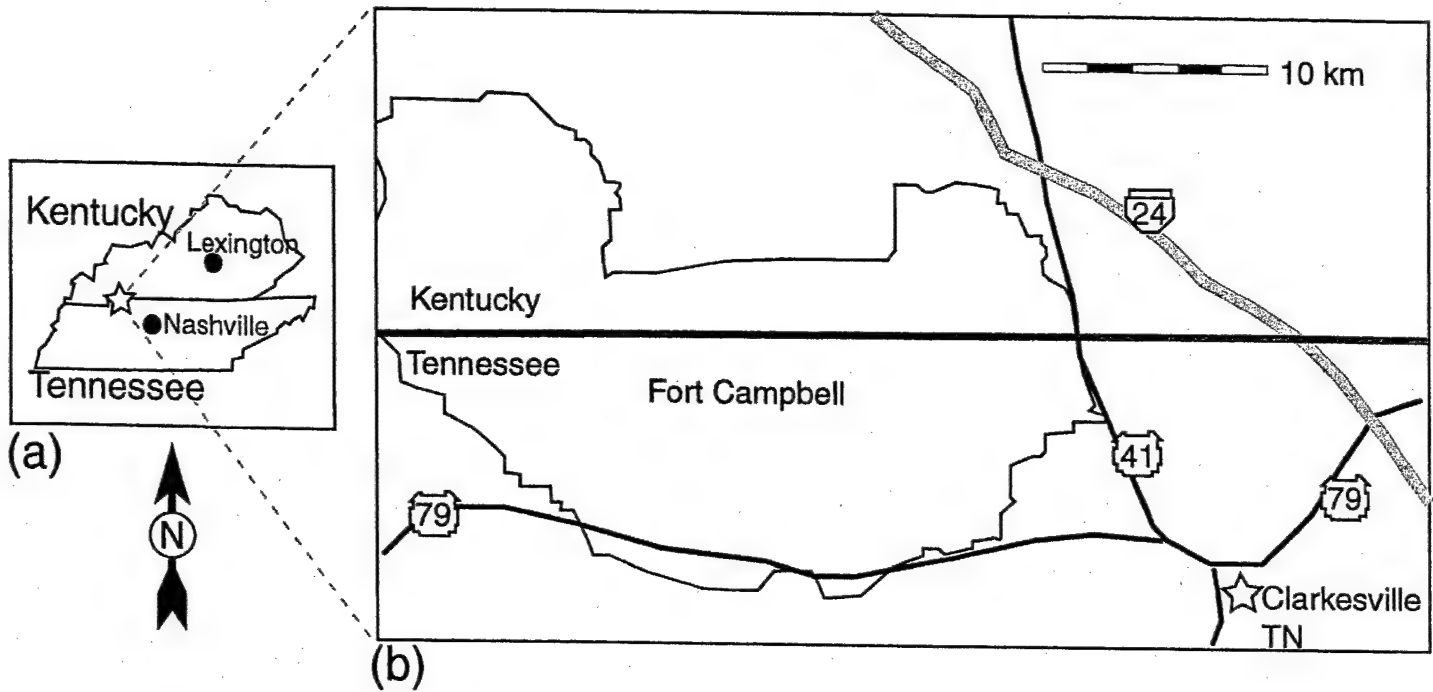 Kentucky
Lexington
Nashville
Tennessee
(a)
N
10 km
24
Kentucky
Tennessee
Fort Campbell
41
79
79
Clarkesville
TN
(b)